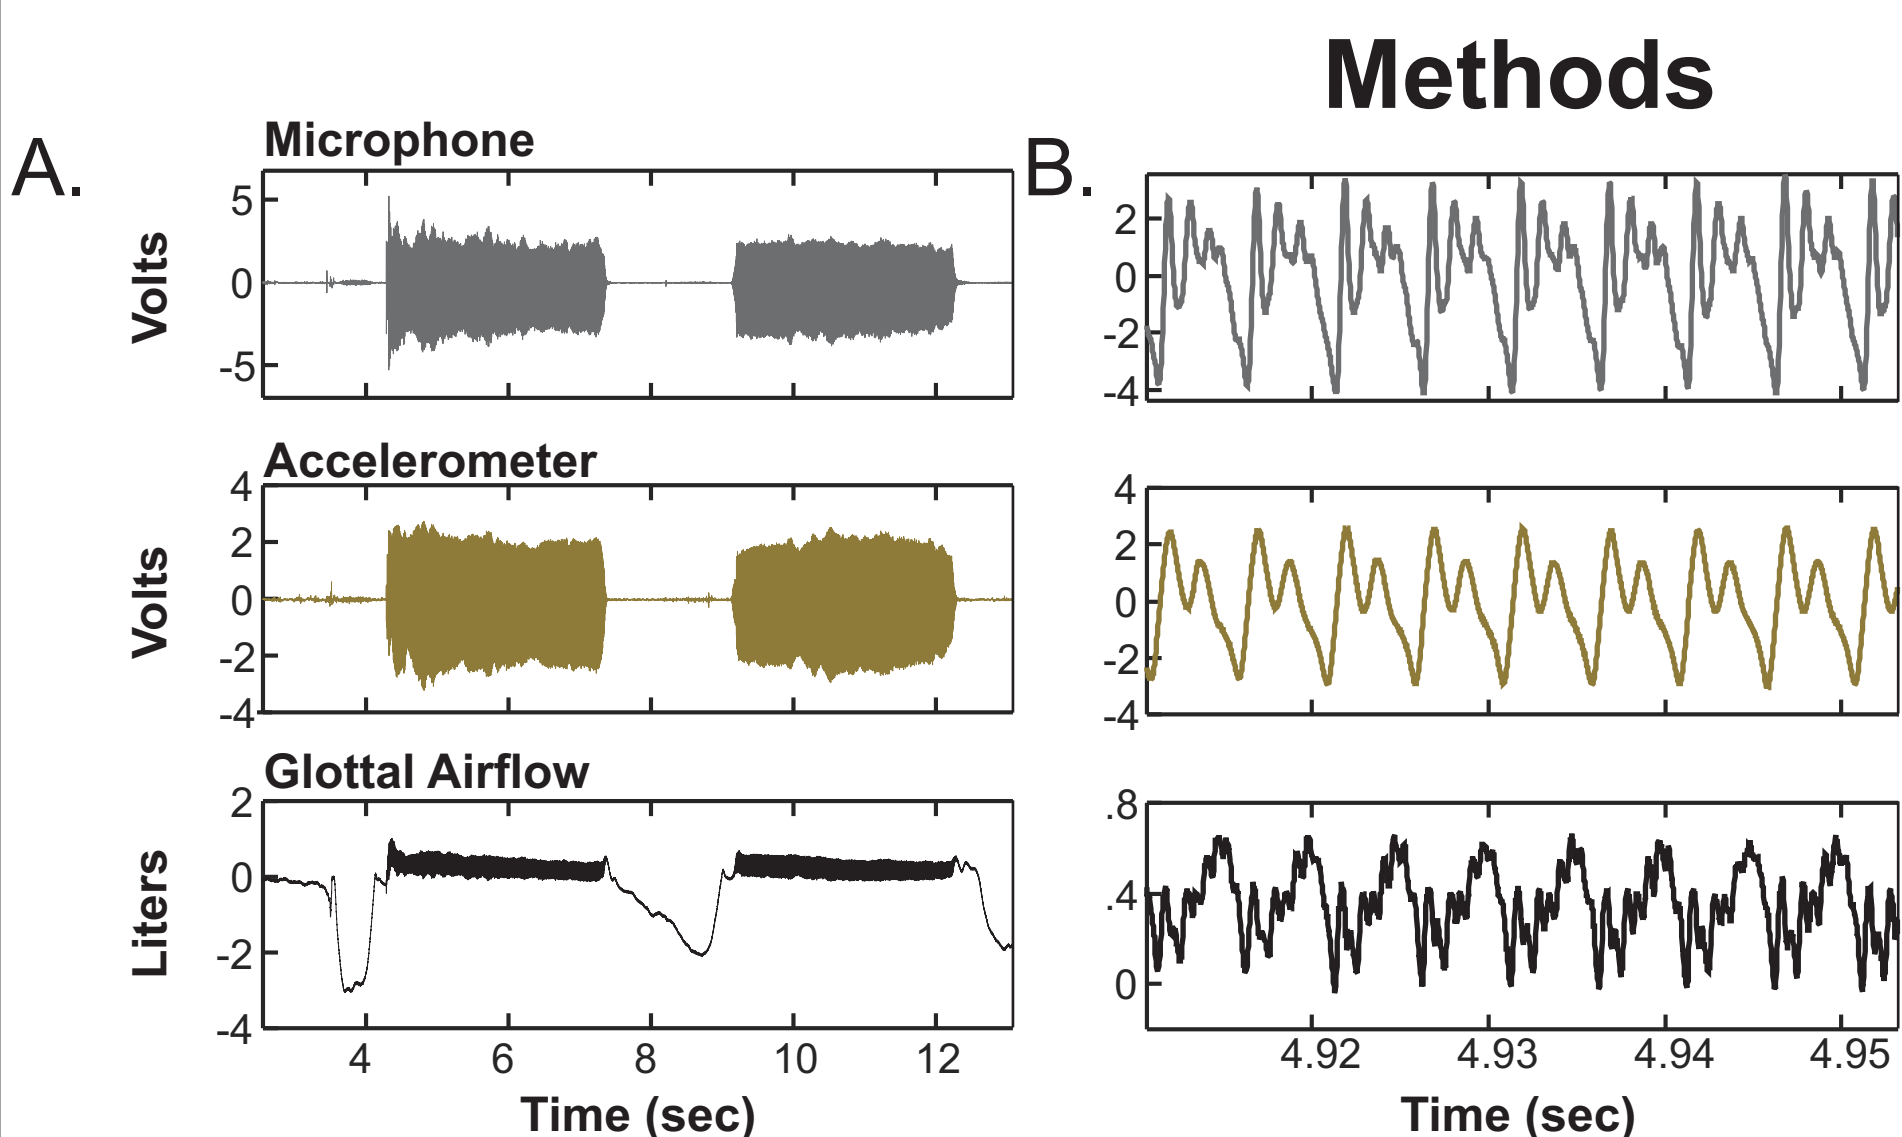 Methods
A.
Microphone
Volts
5
0
-5
Accelerometer
Volts
4
2
0
-2
-4
Glottal Airflow
Liters
2
0
-2
-4
4 6 8 10 12
Time (sec)
B.
2
0
-2
-4
4
2
0
-2
-4
.8
.4
0
4.92 4.93 4.94 4.95
Time (sec)